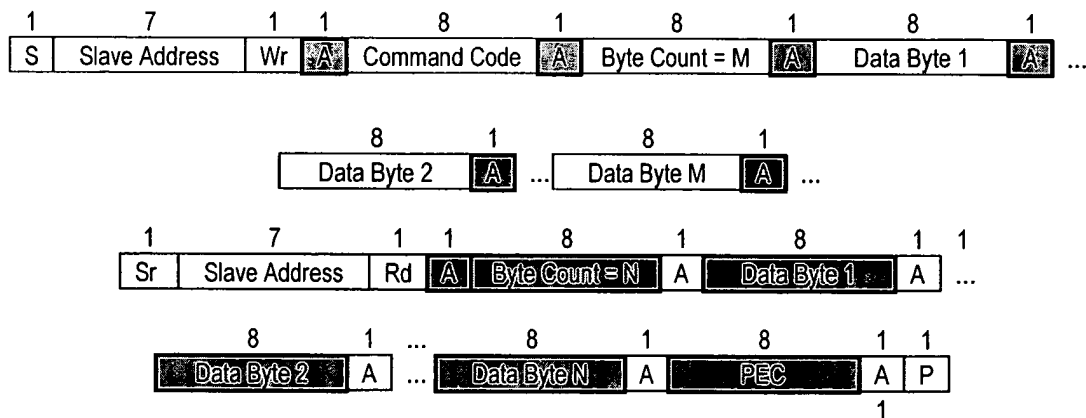 1 7 1 1 8 1 8 1 8 1
S Slave Address Wr A Command Code A Byte Count = M A Data Byte 1 A ...
8 1 8 1
Data Byte 2 A ... Data Byte M A ...
1 7 1 1 8 1 8 1 1
Sr Slave Address Rd A Byte Count = N A Data Byte 1 A ...
8 1 ... 8 1 8 1 1
Data Byte 2 A ... Data Byte N A PEC A P
1